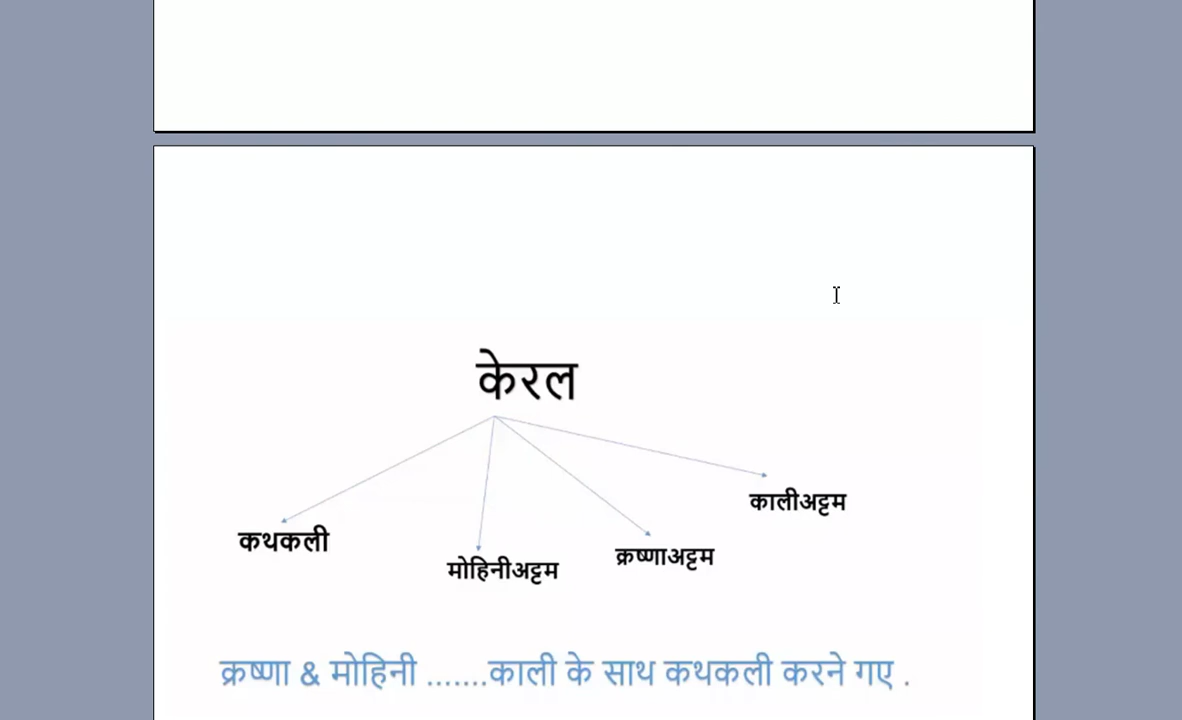 केरल
कथकली
मोहिनीअट्टम
क्रष्णाअट्टम
कालीअट्टम
क्रष्णा & मोहिनी .......काली के साथ कथकली करने गए .